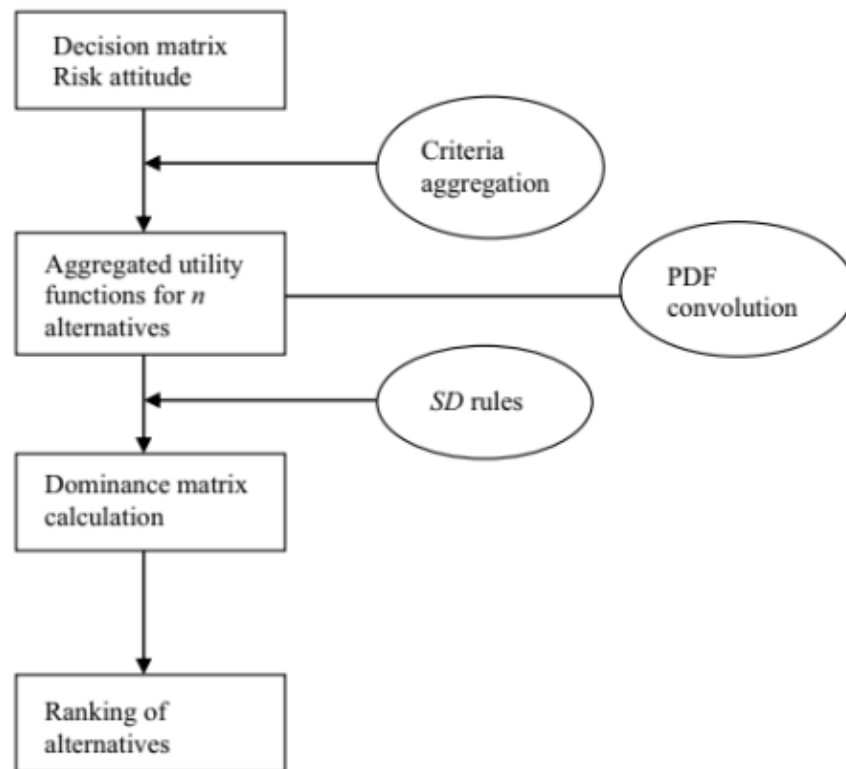 Decision matrix
Risk attitude
Criteria
aggregation
Aggregated utility
functions for n
alternatives
PDF
convolution
SD rules
Dominance matrix
calculation
Ranking of
alternatives